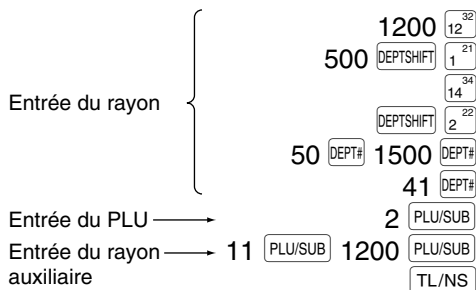 1200 12 32
500 DEPTSHIFT 1 21
14 34
Entrée du rayon
DEPTSHIFT 2 22
50 DEPT# 1500 DEPT#
41 DEPT#
Entrée du PLU 2 PLU/SUB
Entrée du rayon 11 PLU/SUB 1200 PLU/SUB
auxiliaire TL/NS